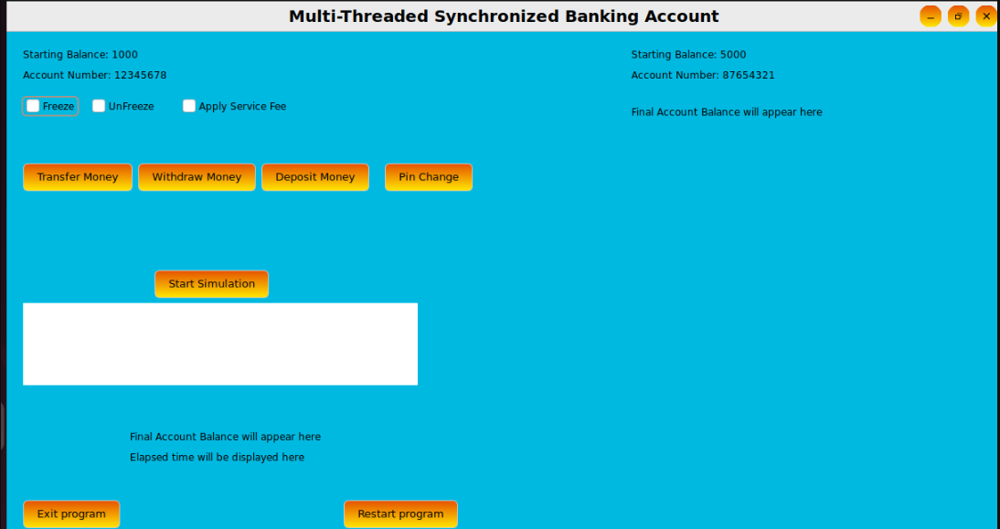 Multi-Threaded Synchronized Banking Account
Starting Balance: 1000
Starting Balance: 5000
Account Number: 12345678
Account Number: 87654321
Freeze UnFreeze Apply Service Fee
Final Account Balance will appear here
Transfer Money Withdraw Money Deposit Money Pin Change
Start Simulation
Final Account Balance will appear here
Elapsed time will be displayed here
Exit program Restart program